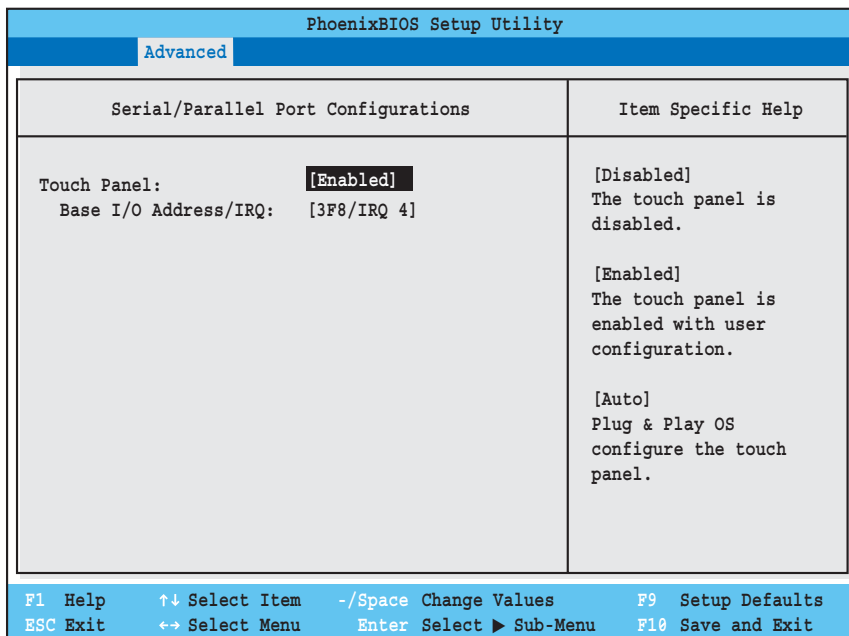 PhoenixBIOS Setup Utility
Advanced
Serial/Parallel Port Configurations
Item Specific Help
Touch Panel: [Enabled]
Base I/O Address/IRQ: [3F8/IRQ 4]
[Disabled]
The touch panel is
disabled.
[Enabled]
The touch panel is
enabled with user
configuration.
[Auto]
Plug & Play OS
configure the touch
panel.
F1 Help ↑↓ Select Item -/Space Change Values F9 Setup Defaults
ESC Exit ←→ Select Menu Enter Select ▶ Sub-Menu F10 Save and Exit